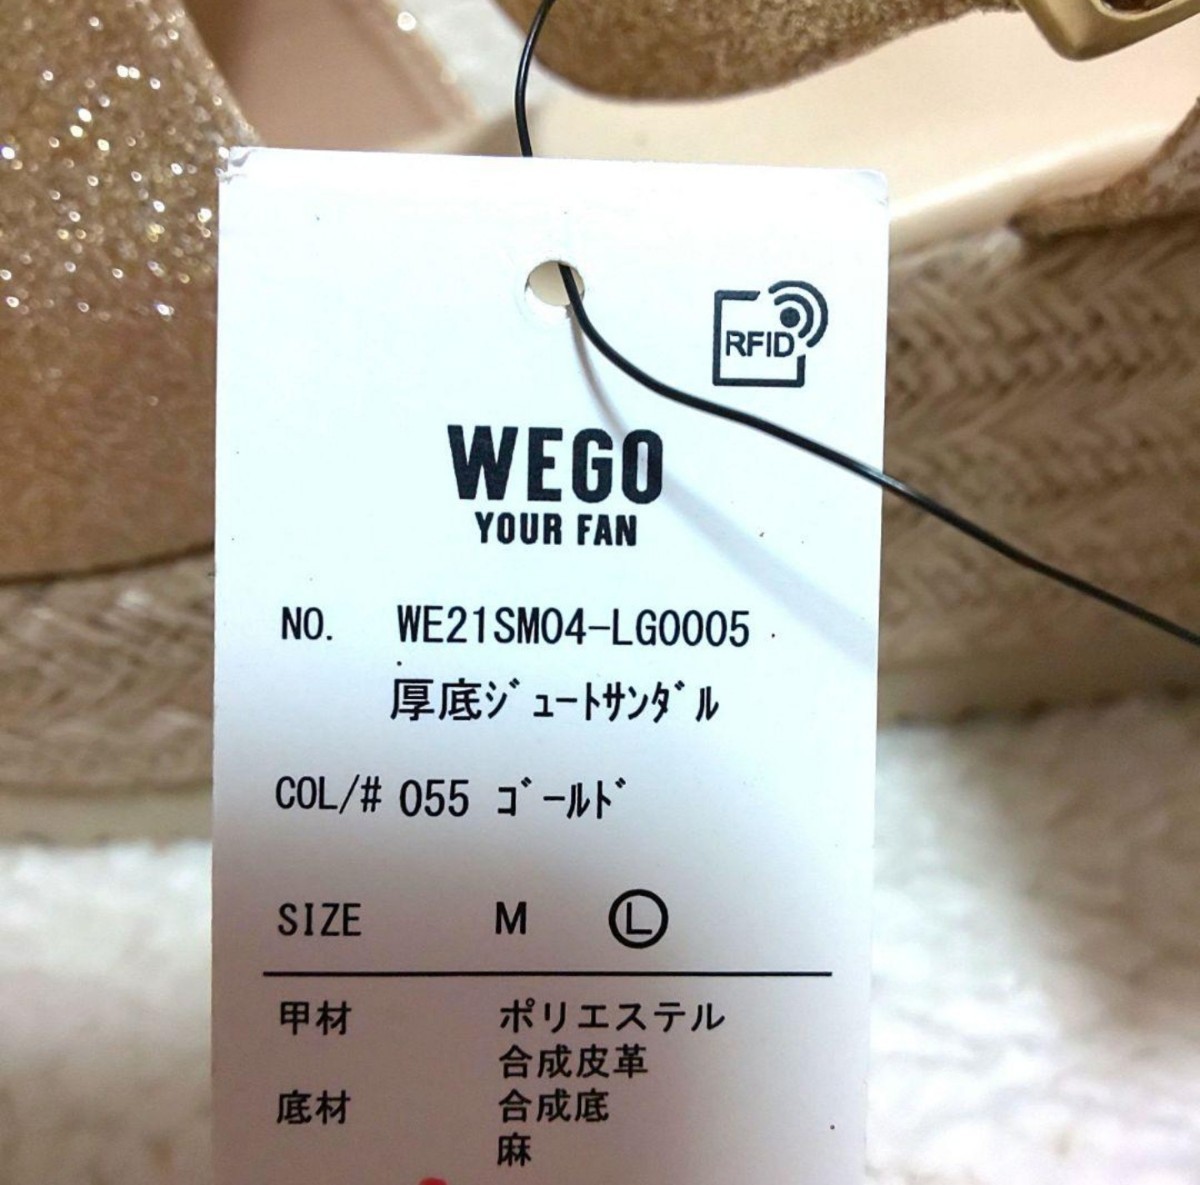 RFID
WEGO
YOUR FAN
NO. WE21SM04-LG0005
厚底ｼﾞｭｰﾄｻﾝﾀﾞﾙ
COL/# 055 ｺﾞｰﾙﾄﾞ
SIZE M Ⓛ
甲材 ポリエステル
合成皮革
底材 合成底
麻